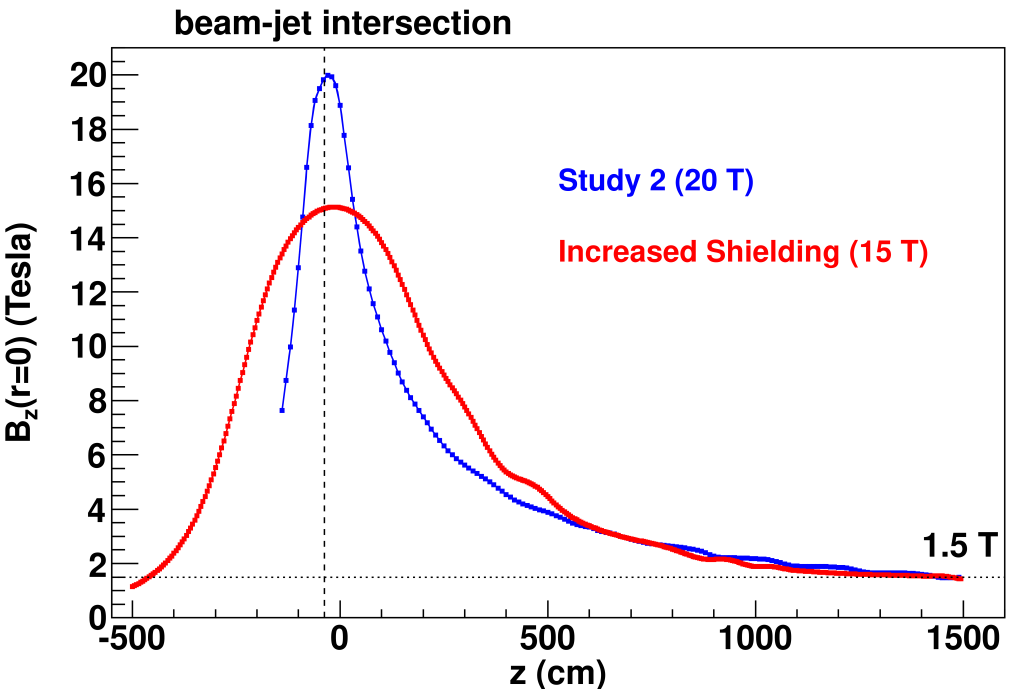 beam-jet intersection
20
18
16
14
12
10
8
6
4
2
0
B_z(r=0) (Tesla)
Study 2 (20 T)
Increased Shielding (15 T)
1.5 T
-500 0 500 1000 1500
z (cm)